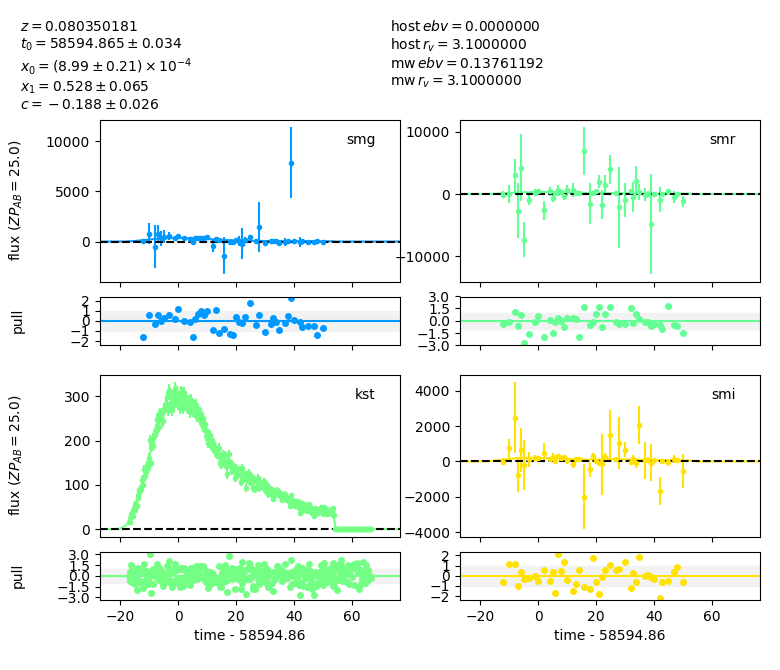 z = 0.080350181
t₀ = 58594.865 ± 0.034
x₀ = (8.99 ± 0.21) × 10⁻⁴
x₁ = 0.528 ± 0.065
c = −0.188 ± 0.026
host ebv = 0.0000000
host r_v = 3.1000000
mw ebv = 0.13761192
mw r_v = 3.1000000
flux (ZP_AB = 25.0)
10000
5000
0
smg
10000
0
−10000
smr
pull
2
1
0
−1
−2
3.0
1.5
0.0
−1.5
−3.0
flux (ZP_AB = 25.0)
300
200
100
0
kst
4000
2000
0
−2000
−4000
smi
pull
3.0
1.5
0.0
−1.5
−3.0
2
1
0
−1
−2
−20 0 20 40 60
−20 0 20 40 60
time - 58594.86
time - 58594.86